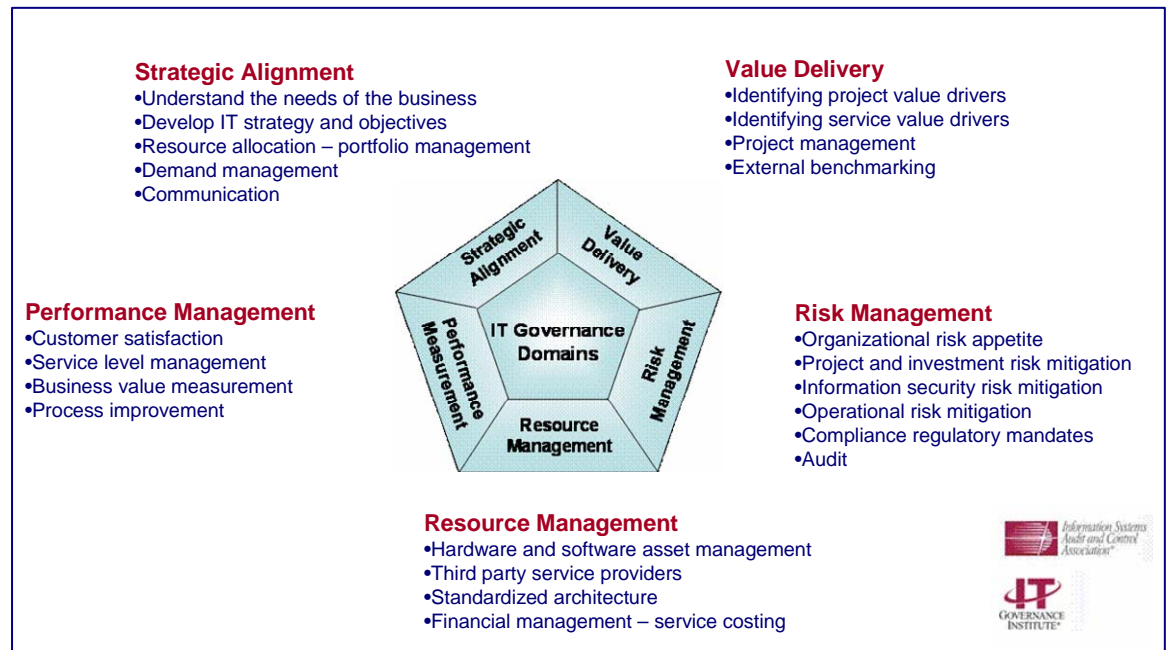 Strategic Alignment
•Understand the needs of the business
•Develop IT strategy and objectives
•Resource allocation – portfolio management
•Demand management
•Communication
Value Delivery
•Identifying project value drivers
•Identifying service value drivers
•Project management
•External benchmarking
Strategic
Alignment
Value
Delivery
Performance
Measurement
IT Governance
Domains
Risk
Management
Resource
Management
Performance Management
•Customer satisfaction
•Service level management
•Business value measurement
•Process improvement
Risk Management
•Organizational risk appetite
•Project and investment risk mitigation
•Information security risk mitigation
•Operational risk mitigation
•Compliance regulatory mandates
•Audit
Resource Management
•Hardware and software asset management
•Third party service providers
•Standardized architecture
•Financial management – service costing
Information Systems
Audit and Control
Association®
IT
GOVERNANCE
INSTITUTE®